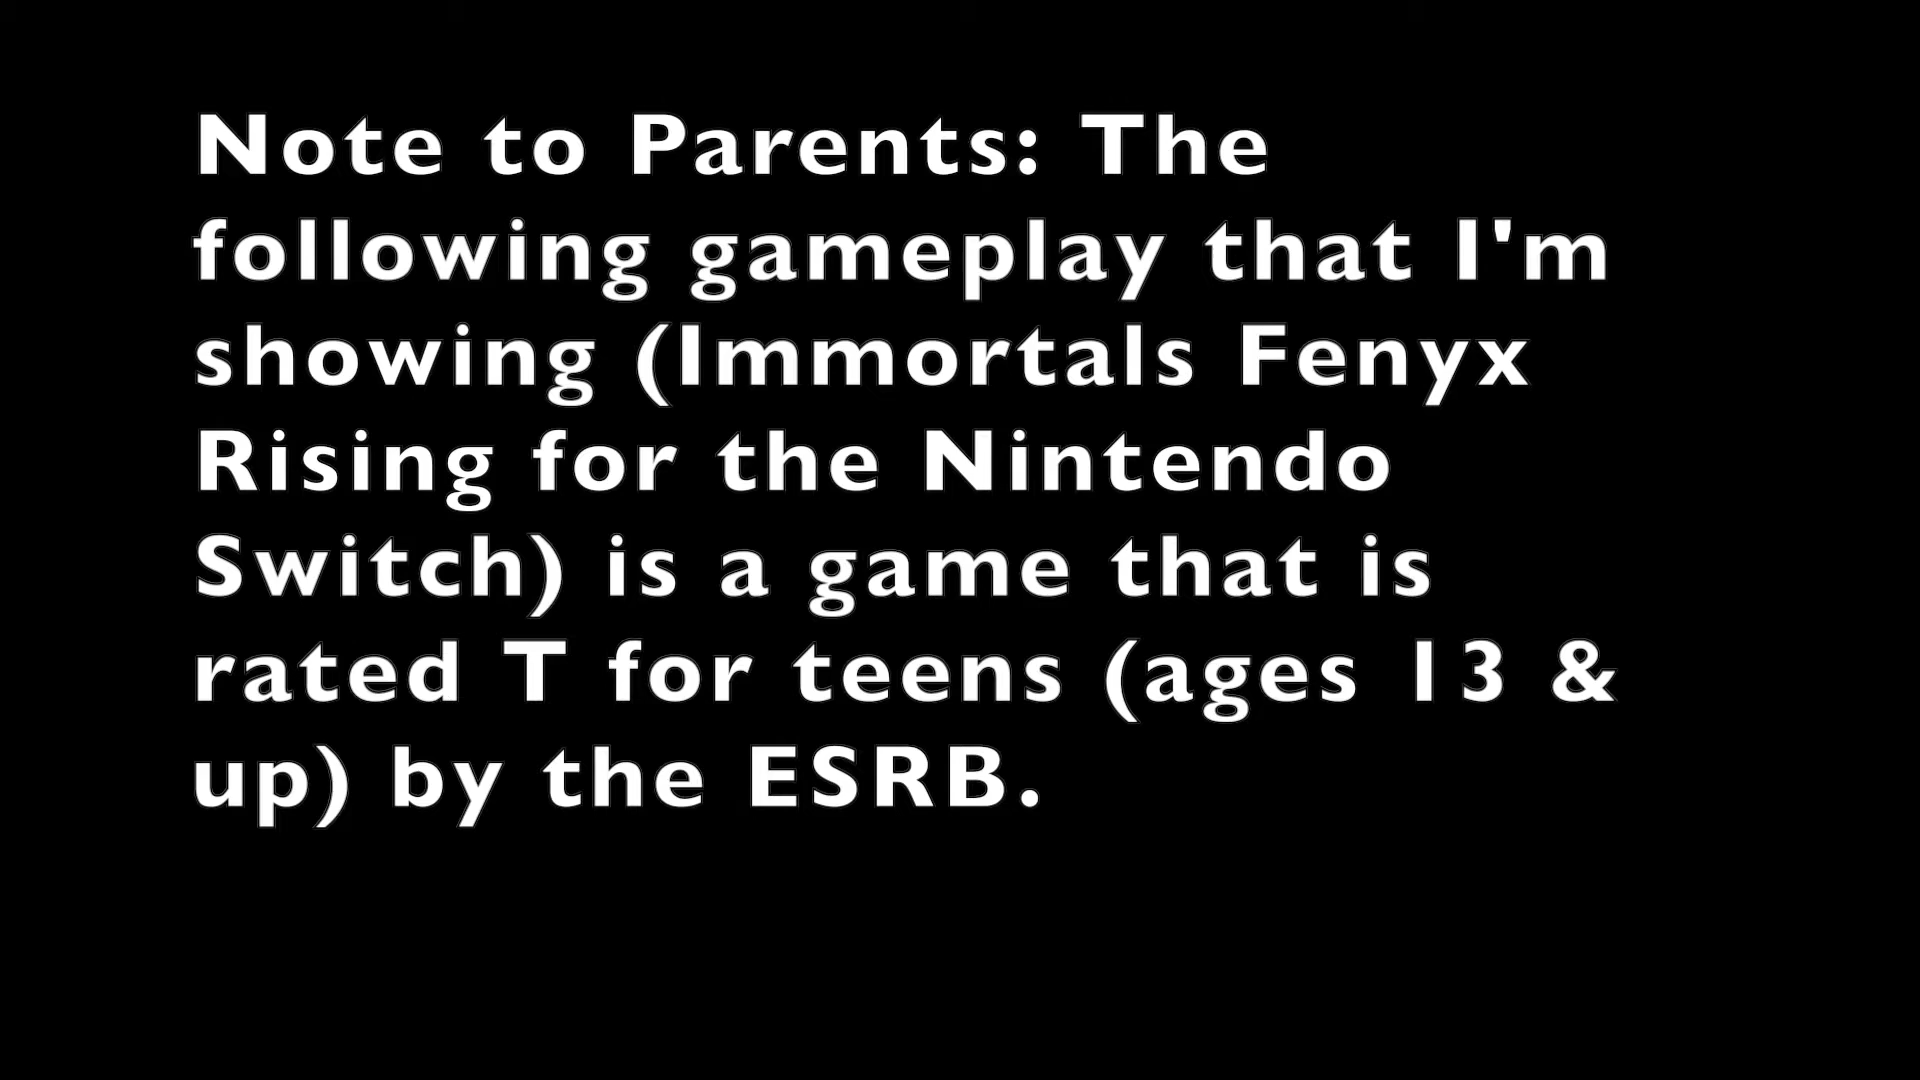 Note to Parents: The
following gameplay that I'm
showing (Immortals Fenyx
Rising for the Nintendo
Switch) is a game that is
rated T for teens (ages 13 &
up) by the ESRB.